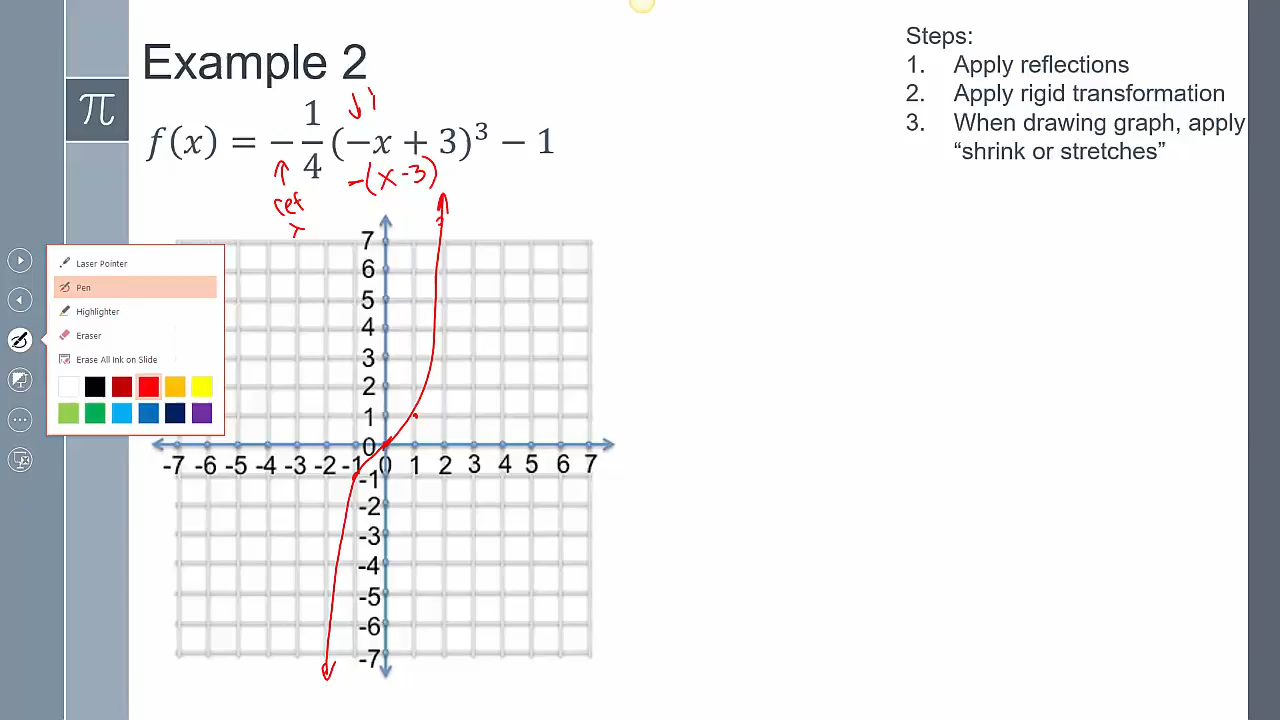 Steps:
1. Apply reflections
2. Apply rigid transformation
3. When drawing graph, apply
“shrink or stretches”
π
Example 2
f(x) = −1/4(−x + 3)³ − 1
-(x-3)
ref
Laser Pointer
Pen
Highlighter
Eraser
Erase All Ink on Slide
7
6
5
4
3
2
1
0
-7 -6 -5 -4 -3 -2 -1 0 1 2 3 4 5 6 7
-1
-2
-3
-4
-5
-6
-7